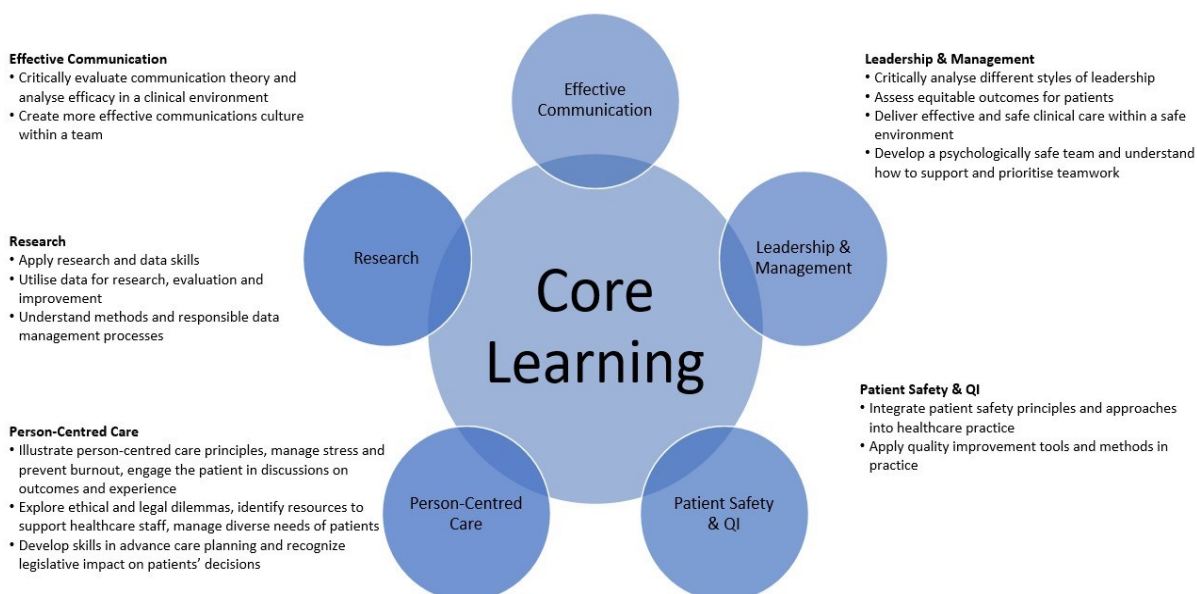 Effective Communication
• Critically evaluate communication theory and
analyse efficacy in a clinical environment
• Create more effective communications culture
within a team
Research
• Apply research and data skills
• Utilise data for research, evaluation and
improvement
• Understand methods and responsible data
management processes
Person-Centred Care
• Illustrate person-centred care principles, manage stress and
prevent burnout, engage the patient in discussions on
outcomes and experience
• Explore ethical and legal dilemmas, identify resources to
support healthcare staff, manage diverse needs of patients
• Develop skills in advance care planning and recognize
legislative impact on patients’ decisions
Effective
Communication
Research
Leadership &
Management
Core
Learning
Person-Centred
Care
Patient Safety
& QI
Leadership & Management
• Critically analyse different styles of leadership
• Assess equitable outcomes for patients
• Deliver effective and safe clinical care within a safe
environment
• Develop a psychologically safe team and understand
how to support and prioritise teamwork
Patient Safety & QI
• Integrate patient safety principles and approaches
into healthcare practice
• Apply quality improvement tools and methods in
practice